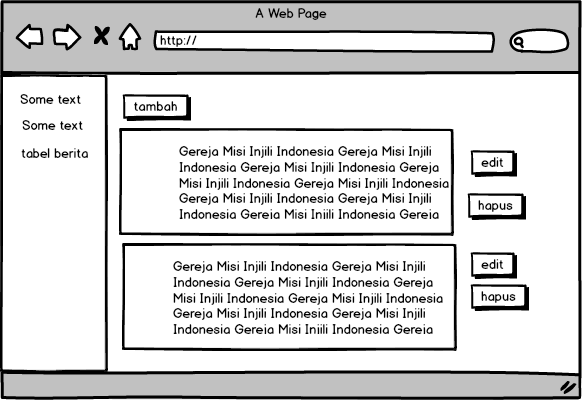 A Web Page
http://
Some text
Some text
tabel berita
tambah
Gereja Misi Injili Indonesia Gereja Misi Injili
Indonesia Gereja Misi Injili Indonesia Gereja
Misi Injili Indonesia Gereja Misi Injili Indonesia
Gereja Misi Injili Indonesia Gereja Misi Injili
Indonesia Gereja Misi Injili Indonesia Gereja
edit
hapus
Gereja Misi Injili Indonesia Gereja Misi Injili
Indonesia Gereja Misi Injili Indonesia Gereja
Misi Injili Indonesia Gereja Misi Injili Indonesia
Gereja Misi Injili Indonesia Gereja Misi Injili
Indonesia Gereja Misi Injili Indonesia Gereja
edit
hapus